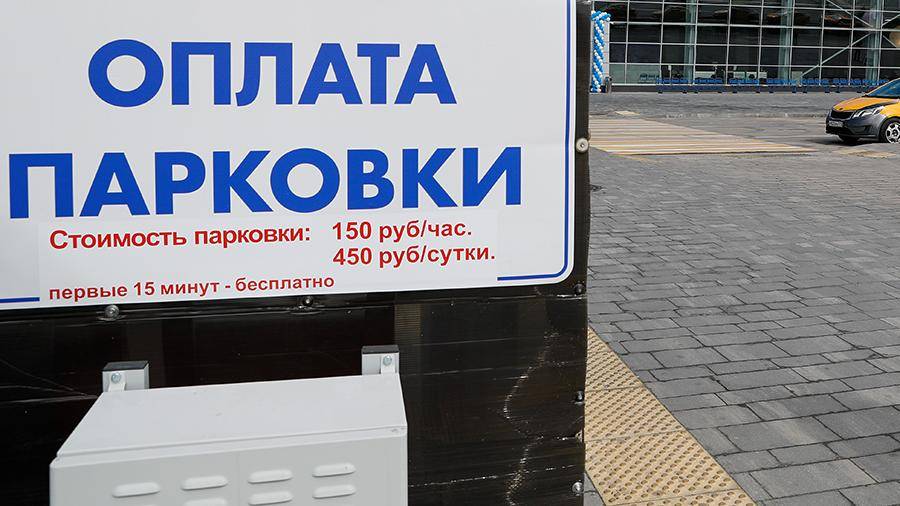 ОПЛАТА
ПАРКОВКИ
Стоимость парковки: 150 руб/час.
450 руб/сутки.
первые 15 минут - бесплатно